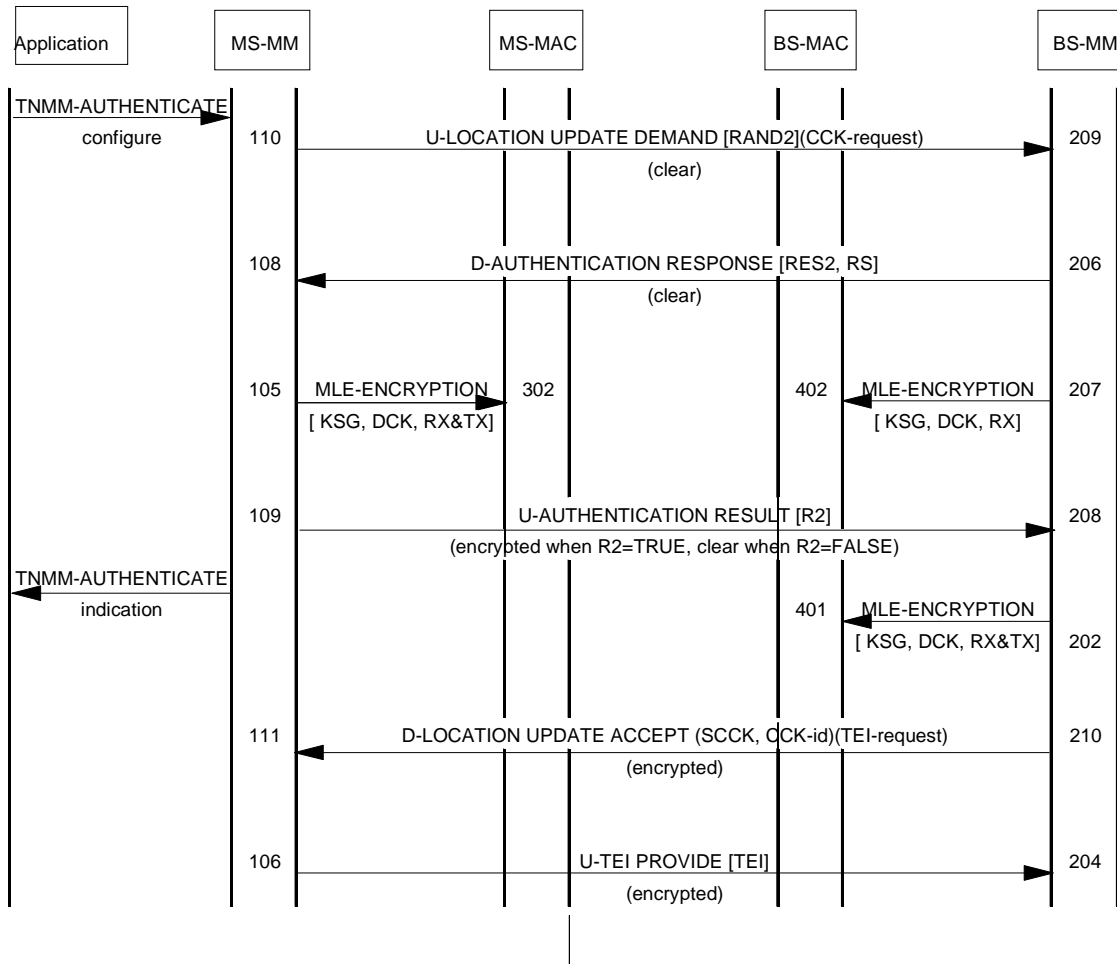 Application MS-MM MS-MAC BS-MAC BS-MM
TNMM-AUTHENTICATE
configure
110 U-LOCATION UPDATE DEMAND [RAND2](CCK-request) 209
(clear)
108 D-AUTHENTICATION RESPONSE [RES2, RS] 206
(clear)
105 MLE-ENCRYPTION 302 402 MLE-ENCRYPTION 207
[ KSG, DCK, RX&TX] [ KSG, DCK, RX]
109 U-AUTHENTICATION RESULT [R2] 208
(encrypted when R2=TRUE, clear when R2=FALSE)
TNMM-AUTHENTICATE
indication
401 MLE-ENCRYPTION
[ KSG, DCK, RX&TX] 202
111 D-LOCATION UPDATE ACCEPT (SCCK, CCK-id)(TEI-request) 210
(encrypted)
106 U-TEI PROVIDE [TEI] 204
(encrypted)